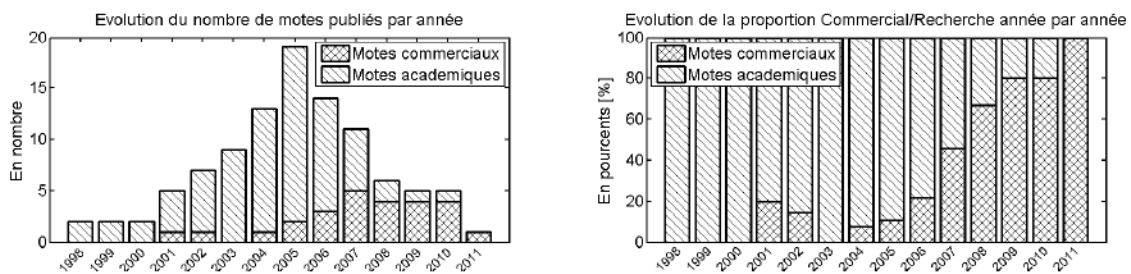 Evolution du nombre de motes publiés par année
20
15
10
5
0
En nombre
Motes commerciaux
Motes academiques
1998 1999 2000 2001 2002 2003 2004 2005 2006 2007 2008 2009 2010 2011
Evolution de la proportion Commercial/Recherche année par année
100
80
60
40
20
0
En pourcents [%]
Motes commerciaux
Motes academiques
1998 1999 2000 2001 2002 2003 2004 2005 2006 2007 2008 2009 2010 2011